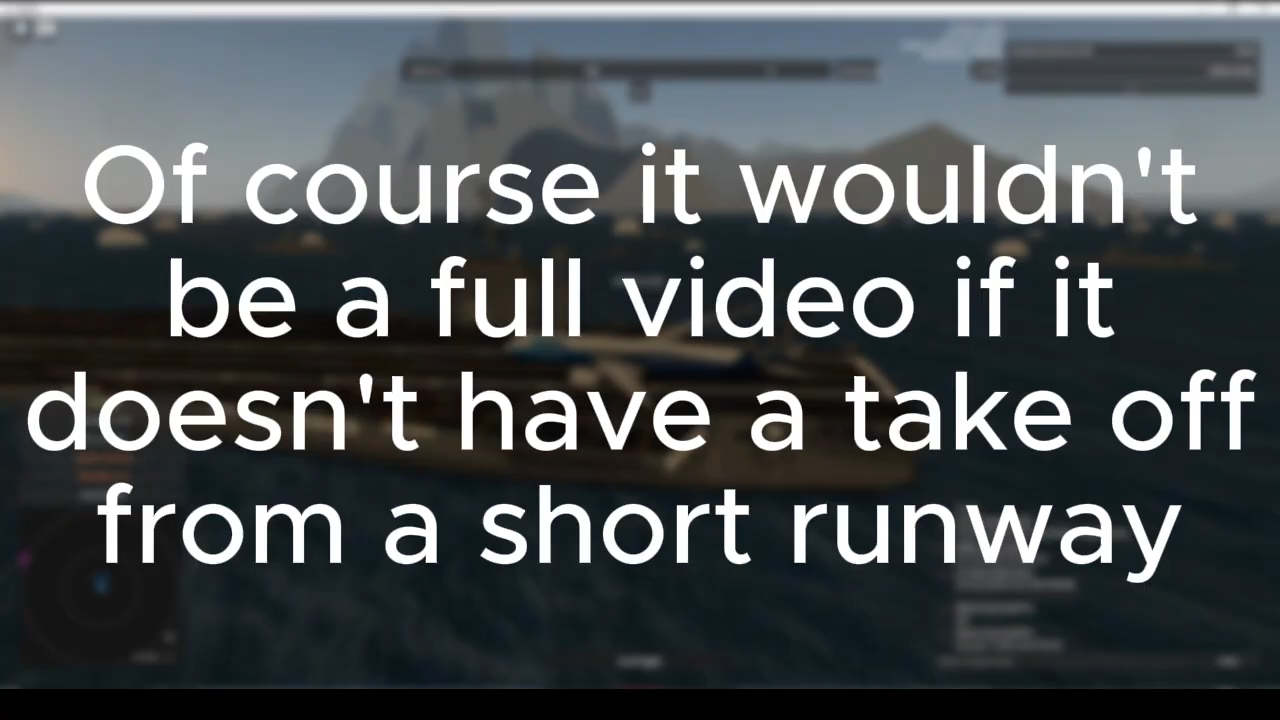 Of course it wouldn't
be a full video if it
doesn't have a take off
from a short runway